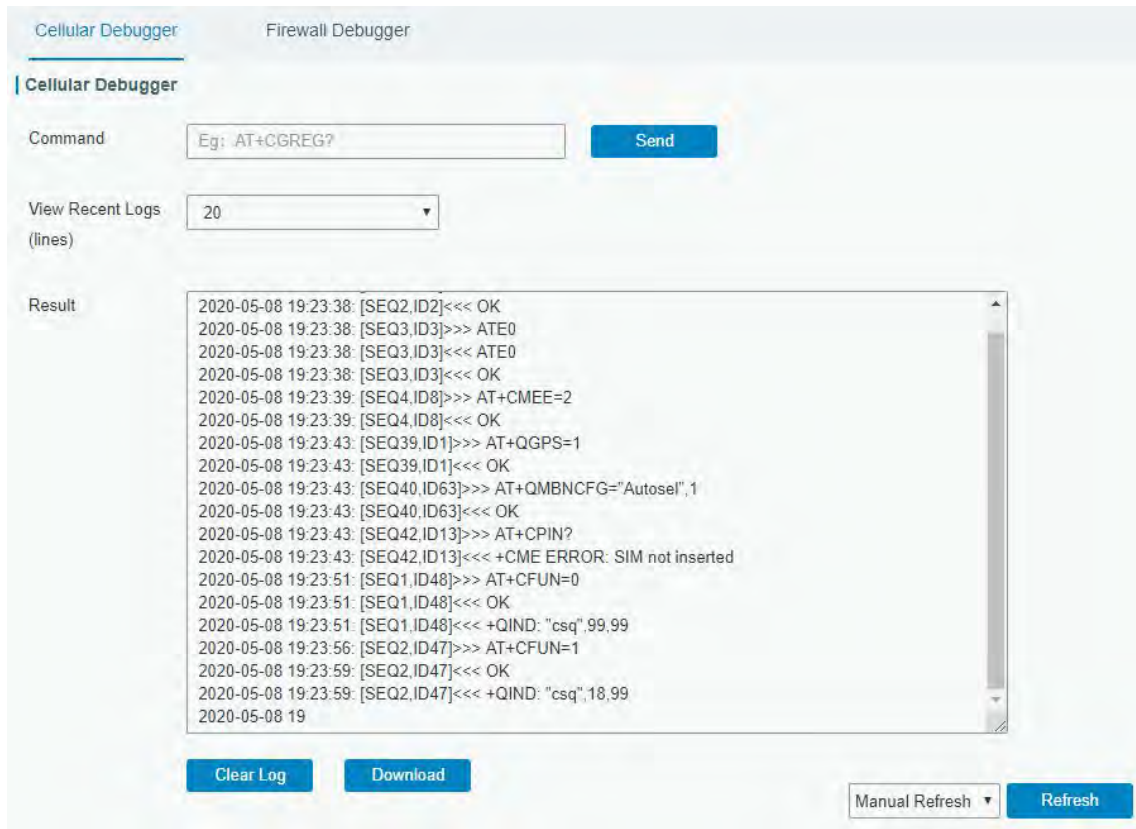 Cellular Debugger
Firewall Debugger
Cellular Debugger
Command
Eg: AT+CGREG?
Send
View Recent Logs
(lines)
20
Result
2020-05-08 19:23:38: [SEQ2,ID2]<<< OK
2020-05-08 19:23:38: [SEQ3,ID3]>>> ATE0
2020-05-08 19:23:38: [SEQ3,ID3]<<< ATE0
2020-05-08 19:23:38: [SEQ3,ID3]<<< OK
2020-05-08 19:23:39: [SEQ4,ID8]>>> AT+CMEE=2
2020-05-08 19:23:39: [SEQ4,ID8]<<< OK
2020-05-08 19:23:43: [SEQ39,ID1]>>> AT+QGPS=1
2020-05-08 19:23:43: [SEQ39,ID1]<<< OK
2020-05-08 19:23:43: [SEQ40,ID63]>>> AT+QMBNCFG="Autosel",1
2020-05-08 19:23:43: [SEQ40,ID63]<<< OK
2020-05-08 19:23:43: [SEQ42,ID13]>>> AT+CPIN?
2020-05-08 19:23:43: [SEQ42,ID13]<<< +CME ERROR: SIM not inserted
2020-05-08 19:23:51: [SEQ1,ID48]>>> AT+CFUN=0
2020-05-08 19:23:51: [SEQ1,ID48]<<< OK
2020-05-08 19:23:51: [SEQ1,ID48]<<< +QIND: "csq",99,99
2020-05-08 19:23:56: [SEQ2,ID47]>>> AT+CFUN=1
2020-05-08 19:23:59: [SEQ2,ID47]<<< OK
2020-05-08 19:23:59: [SEQ2,ID47]<<< +QIND: "csq",18,99
2020-05-08 19
Clear Log
Download
Manual Refresh
Refresh